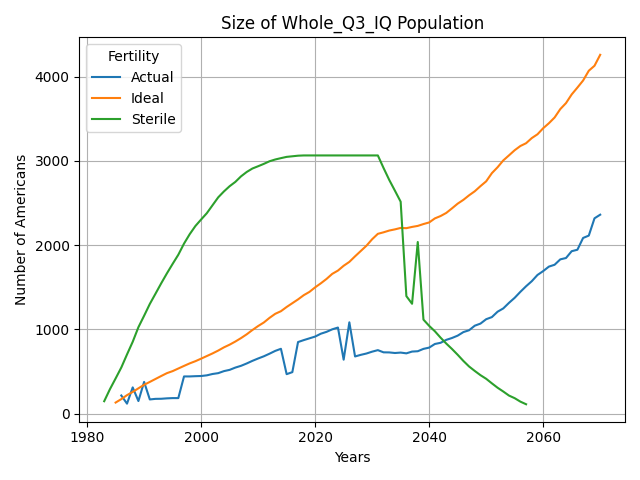 Size of Whole_Q3_IQ Population
Fertility
Actual
Ideal
Sterile
Number of Americans
4000
3000
2000
1000
0
1980
2000
2020
2040
2060
Years